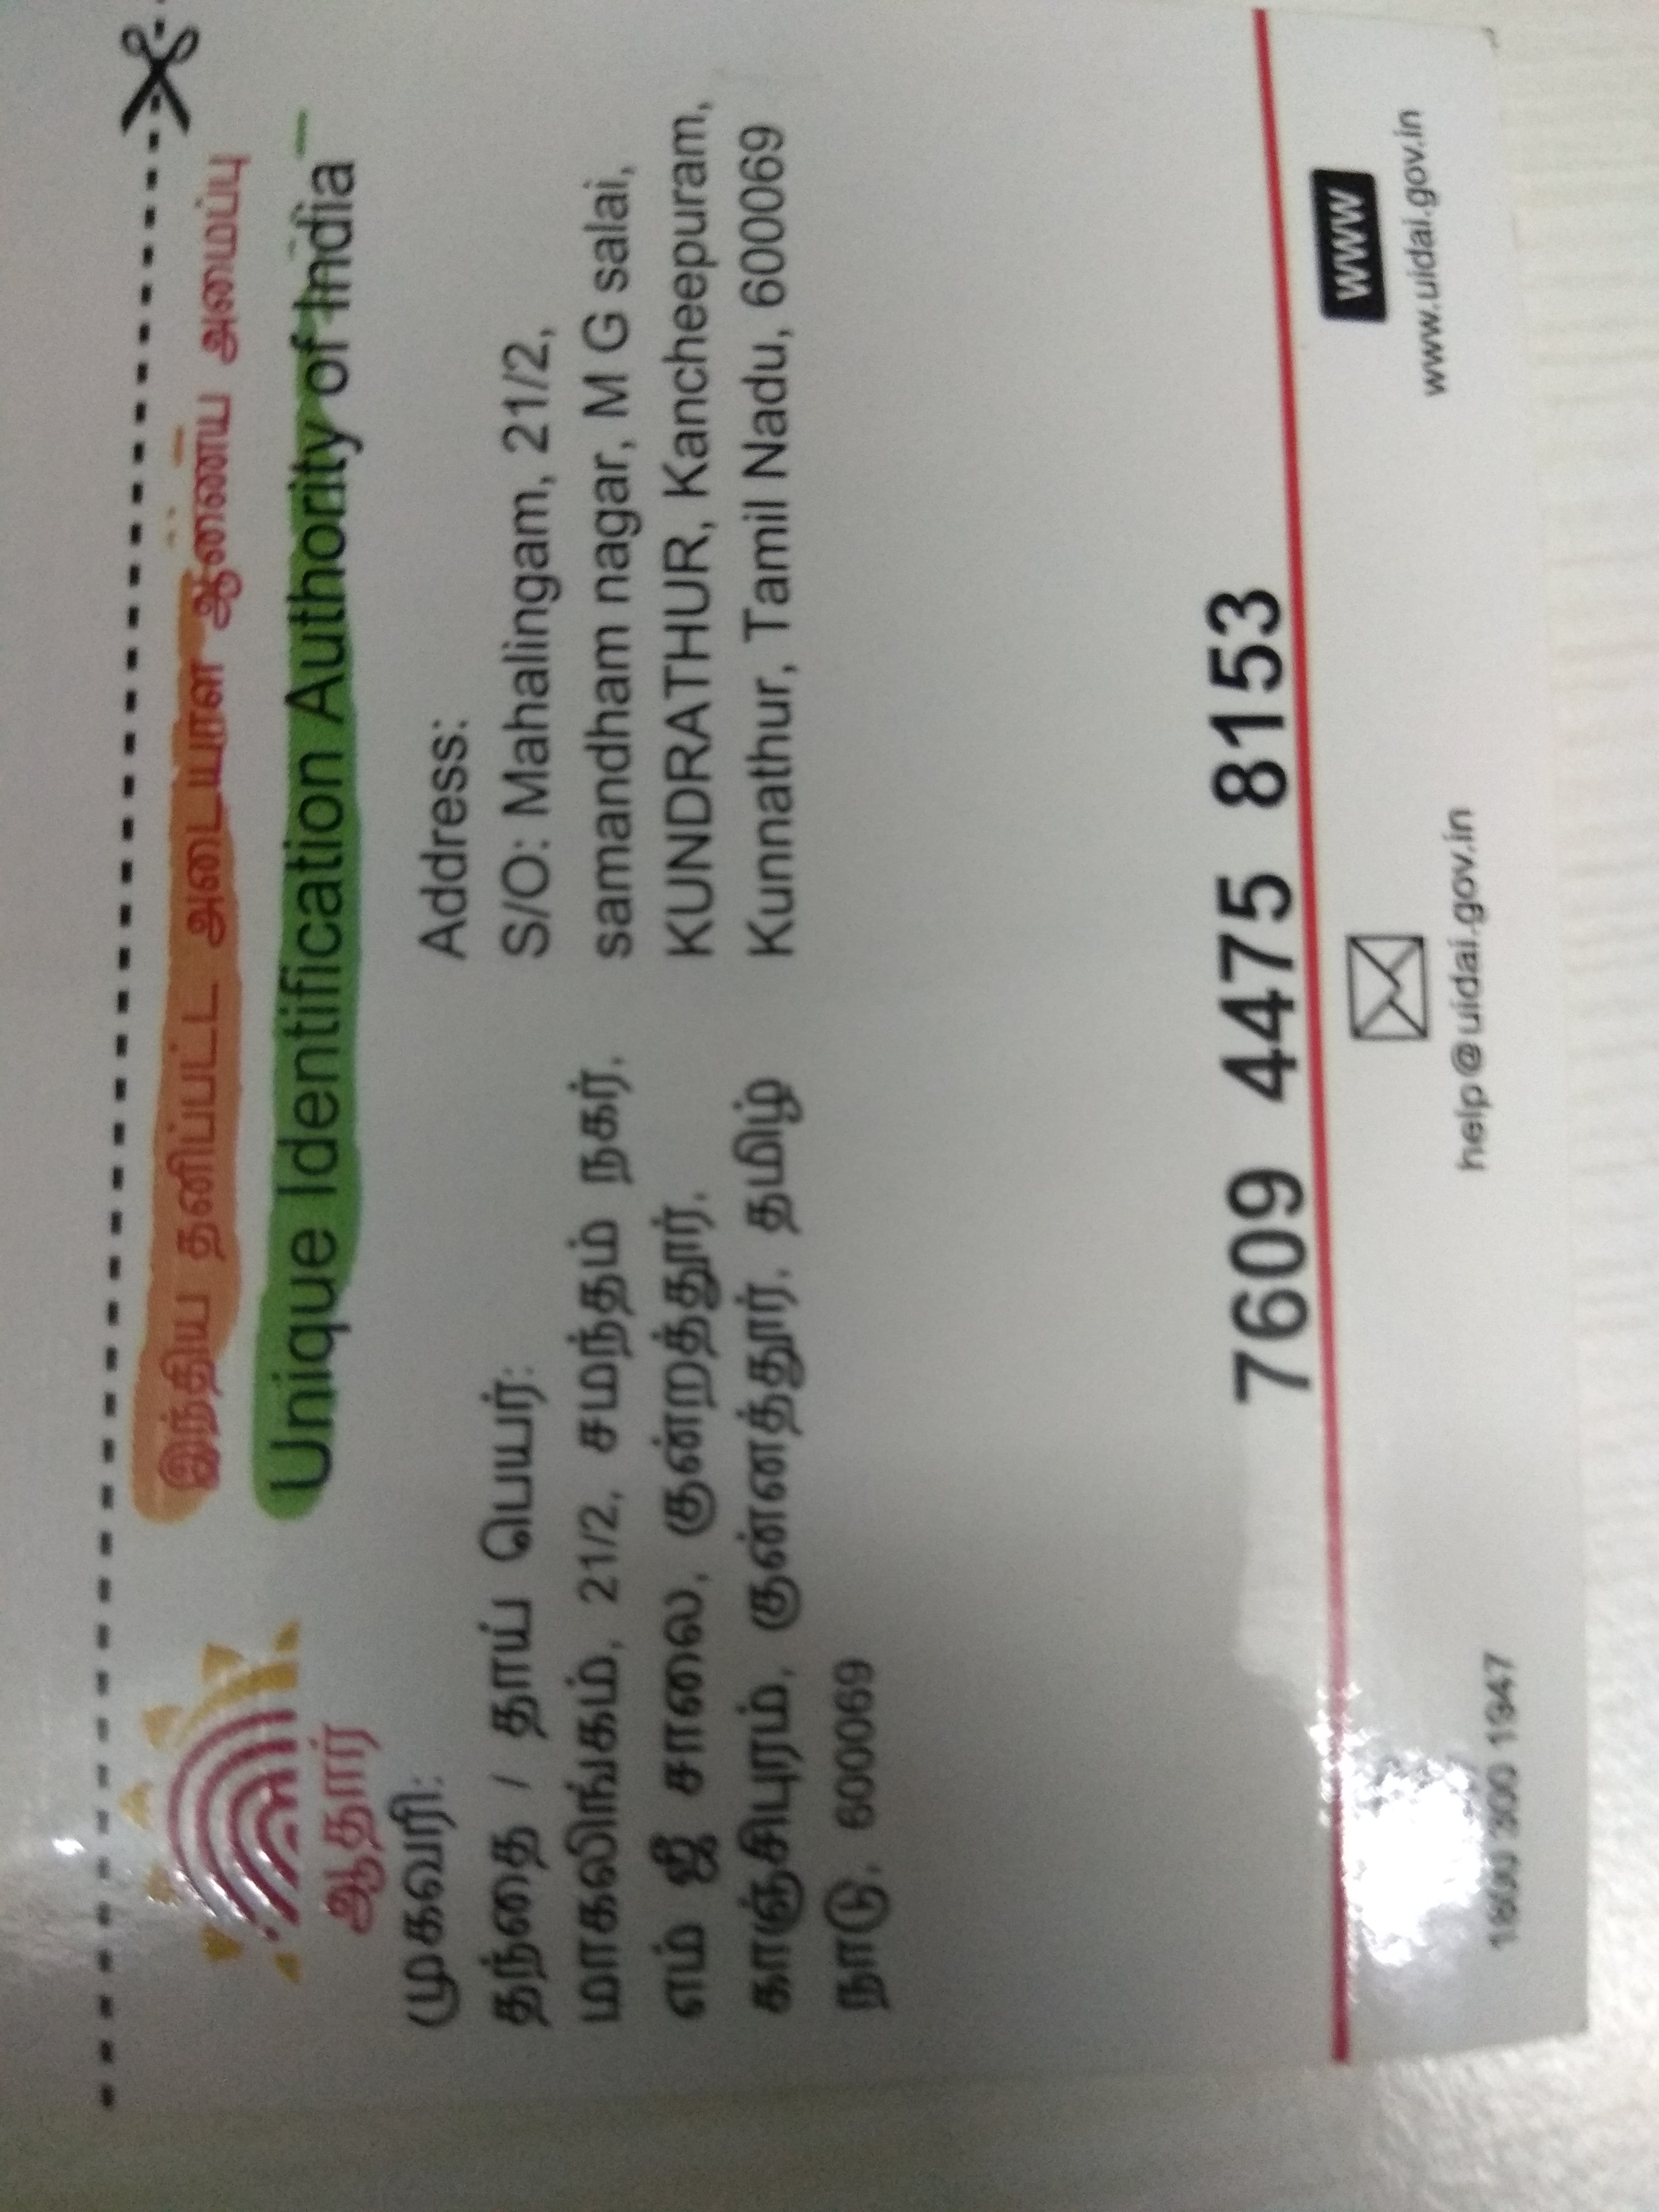 இந்திய தனிப்பட்ட அடையாள ஆணைய அமைப்பு
Unique Identification Authority of India
ஆதார்
முகவரி:
தந்தை / தாய் பெயர்:
மாகலிங்கம், 21/2, சமந்தம் நகர்,
எம் ஜீ சாலை, குன்றத்தூர்,
காஞ்சிபுரம், குன்னத்தூர், தமிழ்
நாடு, 600069
Address:
S/O: Mahalingam, 21/2,
samandham nagar, M G salai,
KUNDRATHUR, Kancheepuram,
Kunnathur, Tamil Nadu, 600069
7609 4475 8153
1800 300 1947
help@uidai.gov.in
WWW
www.uidai.gov.in